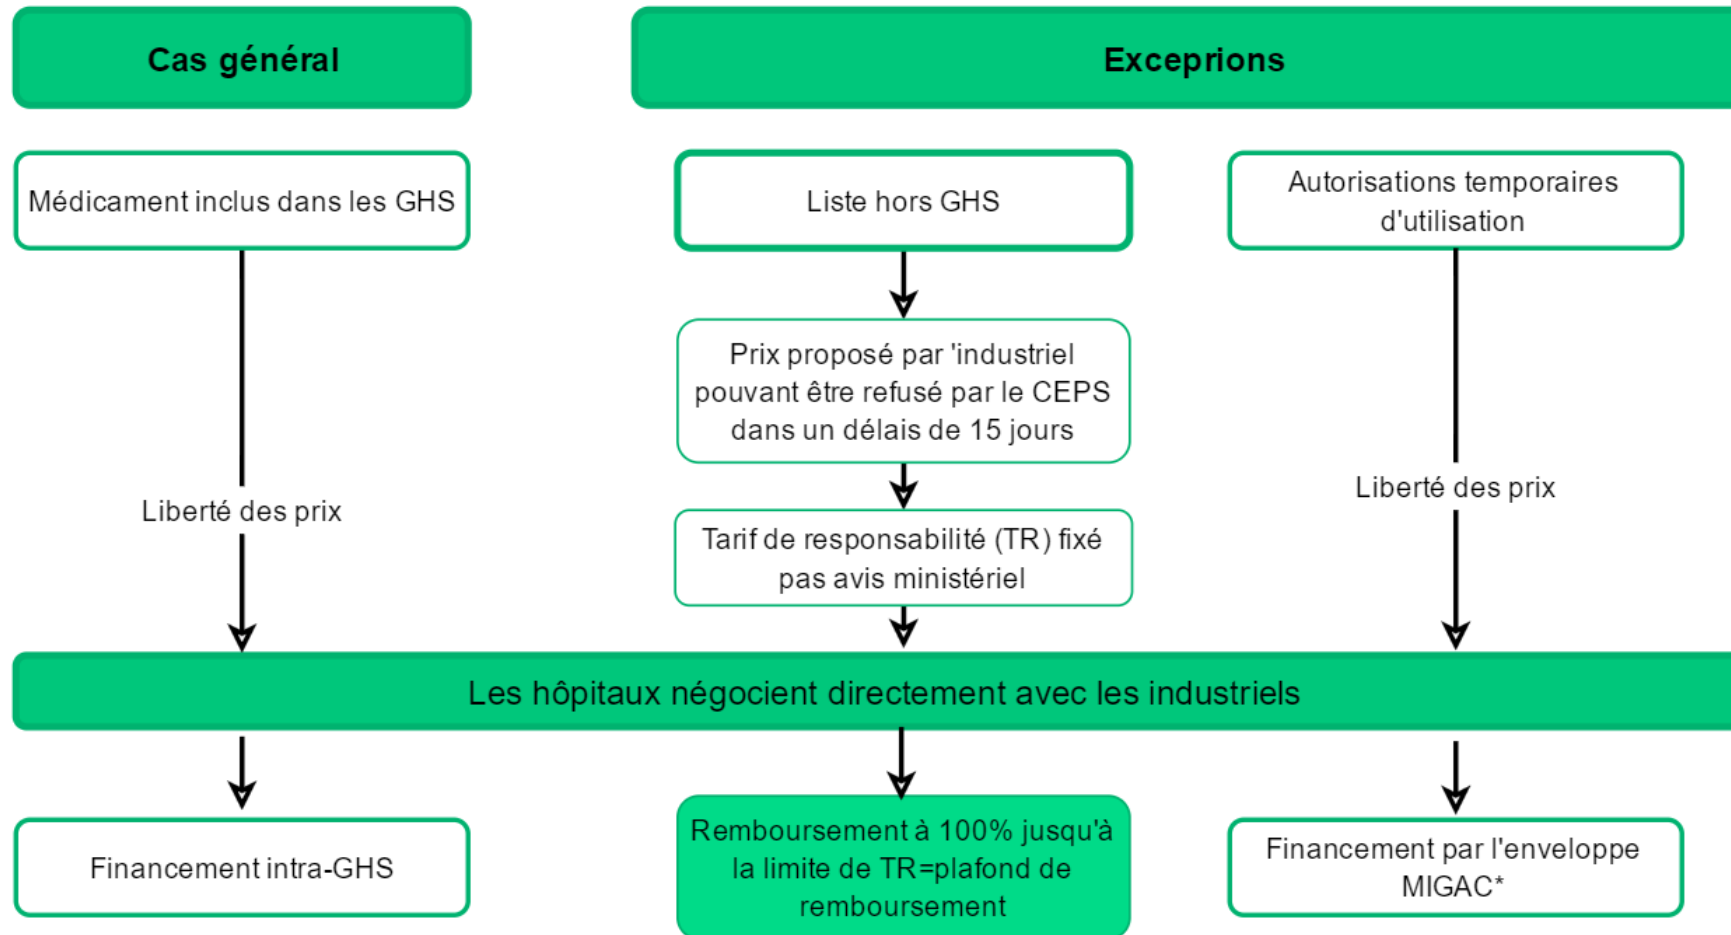 Cas général
Exceprions
Médicament inclus dans les GHS
Liste hors GHS
Autorisations temporaires
d'utilisation
Prix proposé par 'industriel
pouvant être refusé par le CEPS
dans un délais de 15 jours
Liberté des prix
Liberté des prix
Tarif de responsabilité (TR) fixé
pas avis ministériel
Les hôpitaux négocient directement avec les industriels
Financement intra-GHS
Remboursement à 100% jusqu'à
la limite de TR=plafond de
remboursement
Financement par l'enveloppe
MIGAC*